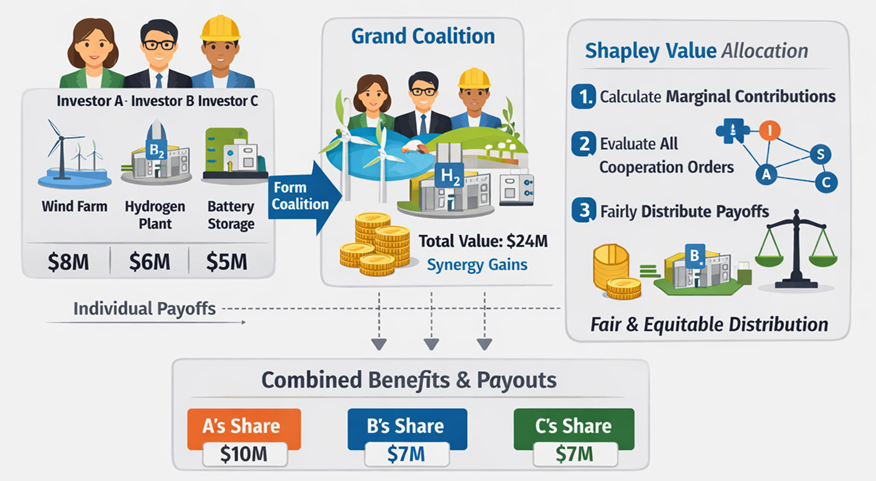 Investor A · Investor B Investor C
B2
Wind Farm
Hydrogen
Plant
Battery
Storage
$8M
$6M
$5M
Individual Payoffs
Form
Coalition
Grand Coalition
H2
Total Value: $24M
Synergy Gains
Shapley Value Allocation
1. Calculate Marginal Contributions
2 Evaluate All
Cooperation Orders
I
A
S
C
3 Fairly Distribute Payoffs
B.
F
Fair & Equitable Distribution
Combined Benefits & Payouts
A's Share
$10M
B's Share
$7M
C's Share
$7M